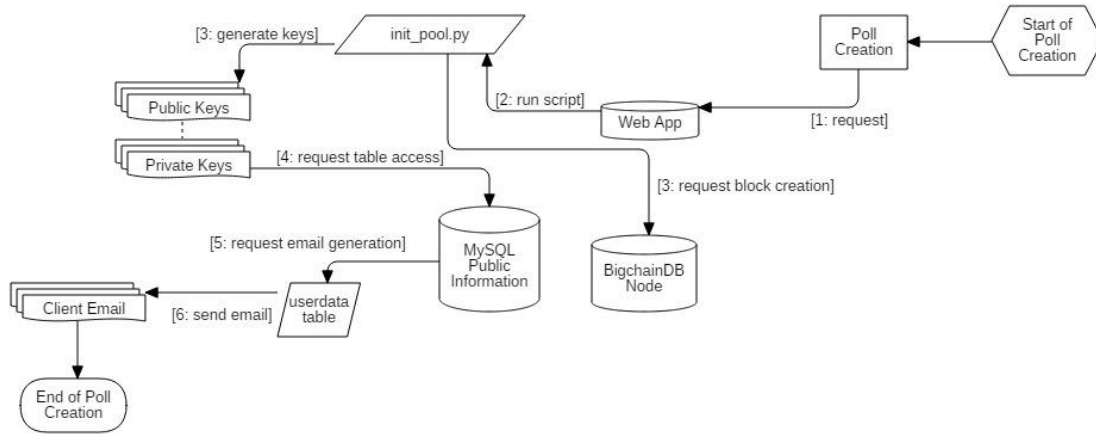 [3: generate keys]
init_pool.py
Poll
Creation
Start of
Poll
Creation
Public Keys
[2: run script]
Web App
[1: request]
Private Keys
[4: request table access]
[3: request block creation]
[5: request email generation]
MySQL
Public
Information
BigchainDB
Node
Client Email
[6: send email]
userdata
table
End of Poll
Creation